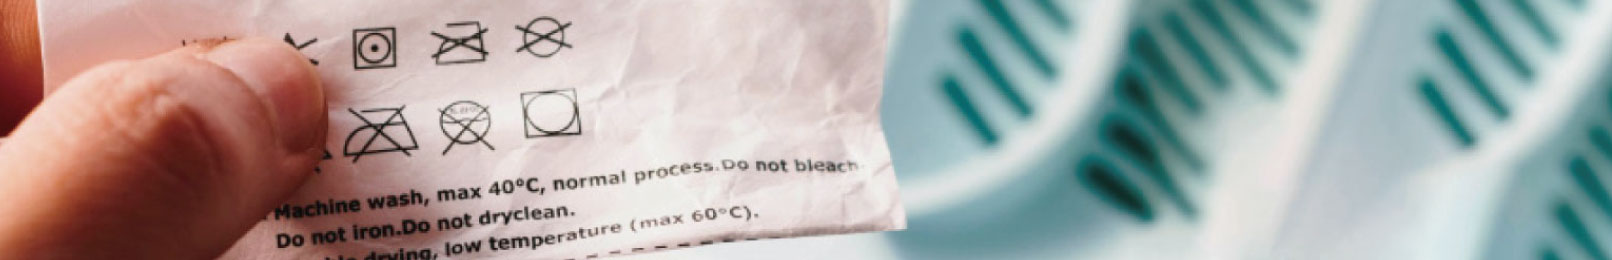 Machine wash, max 40°C, normal process.Do not bleach
Do not iron.Do not dryclean.
drying, low temperature (max 60°C).